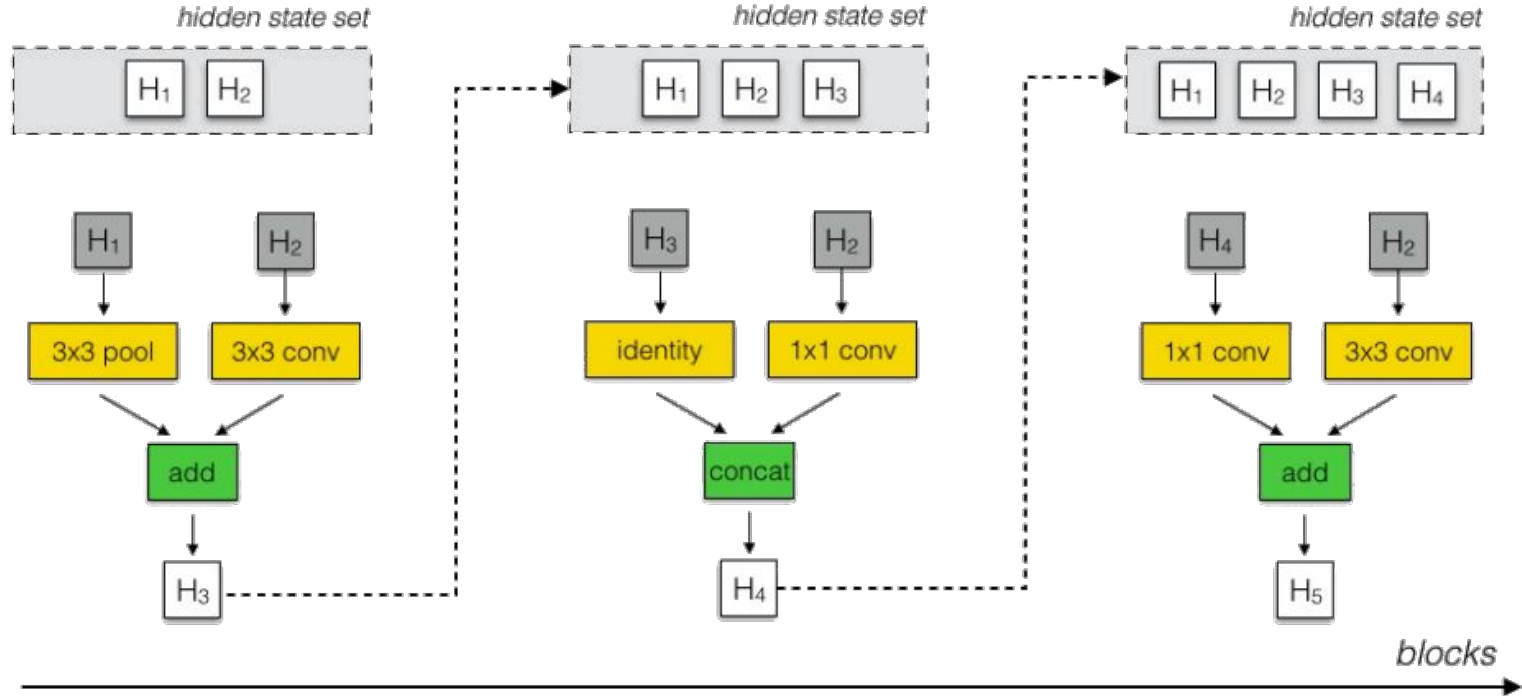 hidden state set
hidden state set
hidden state set
H₁ H₂
H₁ H₂ H₃
H₁ H₂ H₃ H₄
H₁ H₂
H₃ H₂
H₄ H₂
3x3 pool 3x3 conv
identity 1x1 conv
1x1 conv 3x3 conv
add
concat
add
H₃
H₄
H₅
blocks